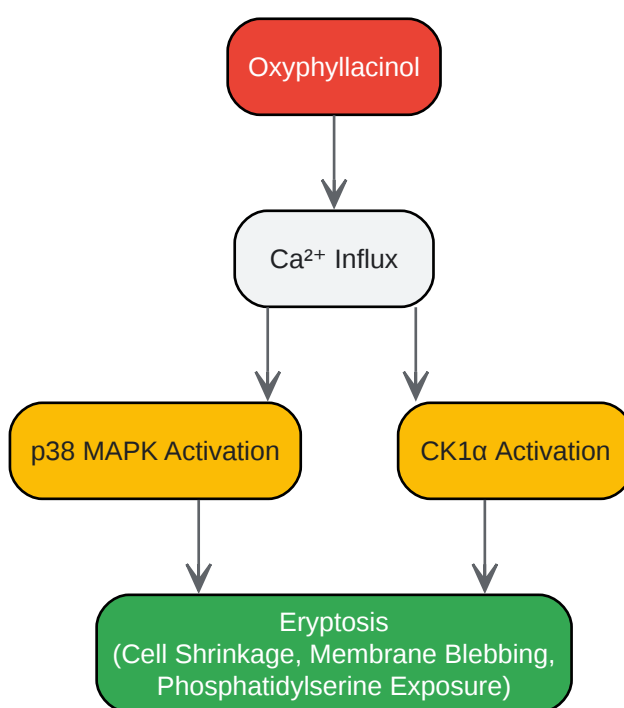 Oxyphyllacinol
Ca²⁺ Influx
p38 MAPK Activation
CK1α Activation
Eryptosis
(Cell Shrinkage, Membrane Blebbing,
Phosphatidylserine Exposure)